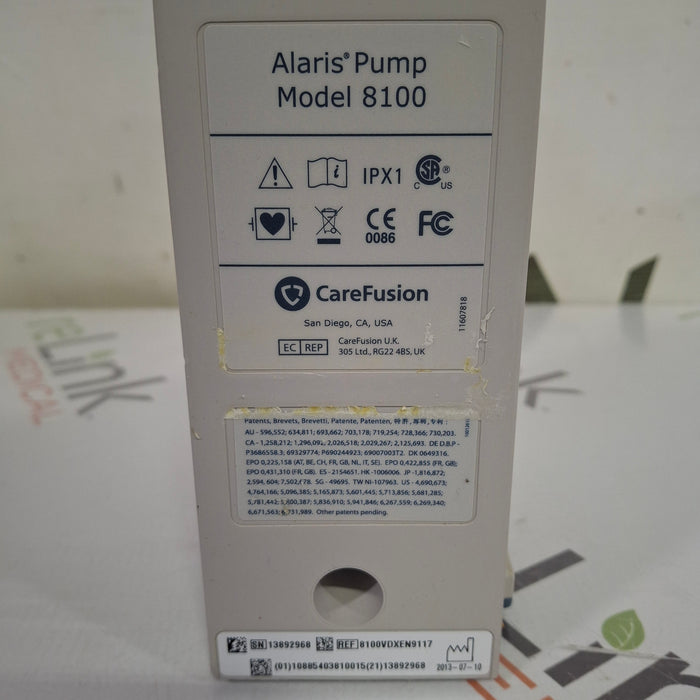 Alaris® Pump
Model 8100
i IPX1 CSA ®
C US
CE FC
0086
CareFusion
San Diego, CA, USA
EC REP CareFusion U.K.
305 Ltd., RG22 4BS, UK
11607818
Patents, Brevets, Brevetti, Patente, Patenten, 特許, 專利, 专利 :
AU - 596,552; 634,811; 693,662; 703,178; 719,254; 728,366; 730,203.
CA - 1,258,212; 1,296,09 2,026,518; 2,029,267; 2,125,693. DE D.B.P -
P3686558.3; 69329774; P690244923; 69007003T2. DK 0649316.
EPO 0,225,158 (AT, BE, CH, FR, GB, NL, IT, SE). EPO 0,422,855 (FR, GB);
EPO 0,431,310 (FR, GB). ES - 2154651. HK -1006006. JP -1,816,872;
2,594,604; 7,502,678. SG - 49695. TW NI-107963. US - 4,690,673;
4,764,166; 5,096,385; 5,165,873; 5,601,445; 5,713,856; 5,681,285;
5,781,442; 5,800,387; 5,836,910; 5,941,846; 6,267,559; 6,269,340;
6,671,563; 6,731,989. Other patents pending.
SN 13892968 REF 8100VDXEN9117
2013-07-10
(01)10885403810015(21)13892968
Link
MEDICAL